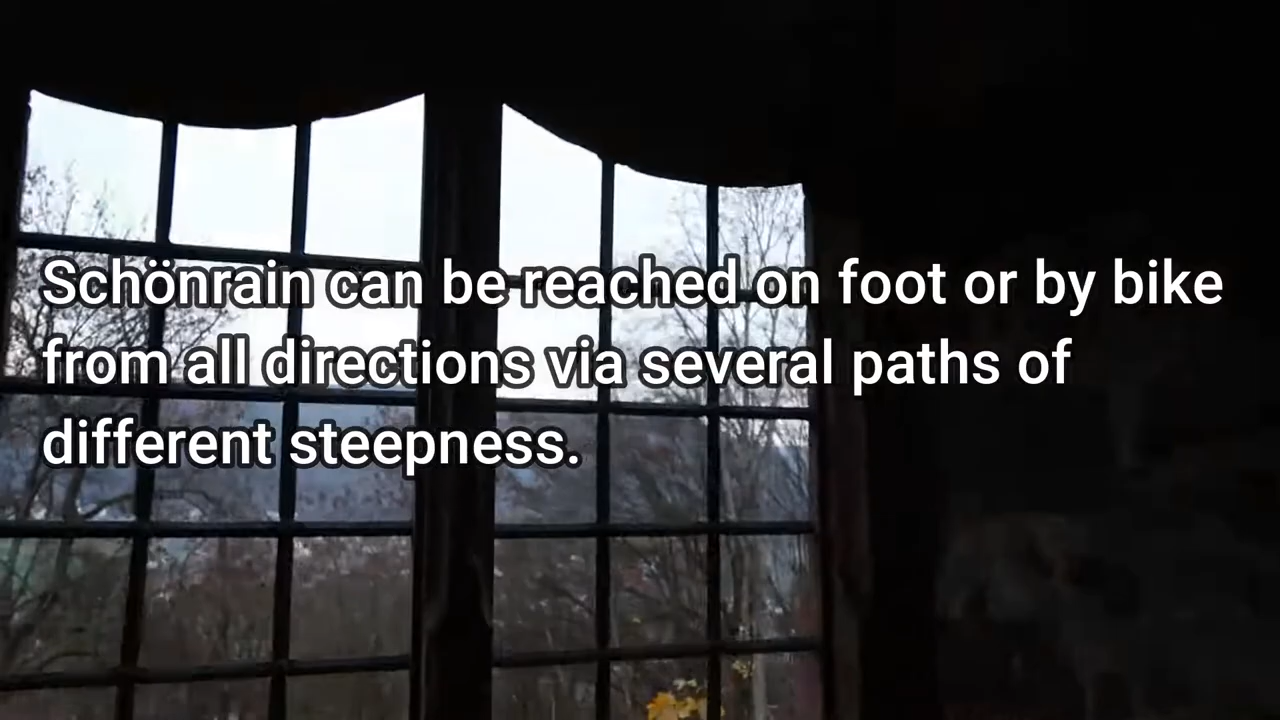 Schönrain can be reached on foot or by bike
from all directions via several paths of
different steepness.